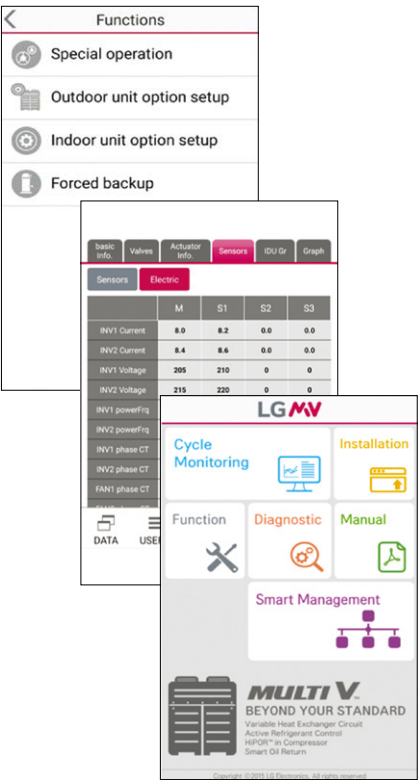 Functions
Special operation
Outdoor unit option setup
Indoor unit option setup
Forced backup
basic Info.
Valves
Actuator Info.
Sensors
IDU Gr
Graph
Sensors Electric
M S1 S2 S3
INV1 Current 8.0 8.2 0.0 0.0
INV2 Current 8.4 8.6 0.0 0.0
INV1 Voltage 205 210 0 0
INV2 Voltage 215 220 0 0
INV1 powerFrq
INV2 powerFrq
INV1 phase CT
INV2 phase CT
FAN1 phase CT
DATA
LG MV
Cycle Monitoring
Installation
Function
Diagnostic
Manual
Smart Management
MULTI V
BEYOND YOUR STANDARD
Variable Heat Exchanger Circuit
Active Refrigerant Control
HiPOR™ in Compressor
Smart Oil Return
Copyright ©2015 LG Electronics. All rights reserved